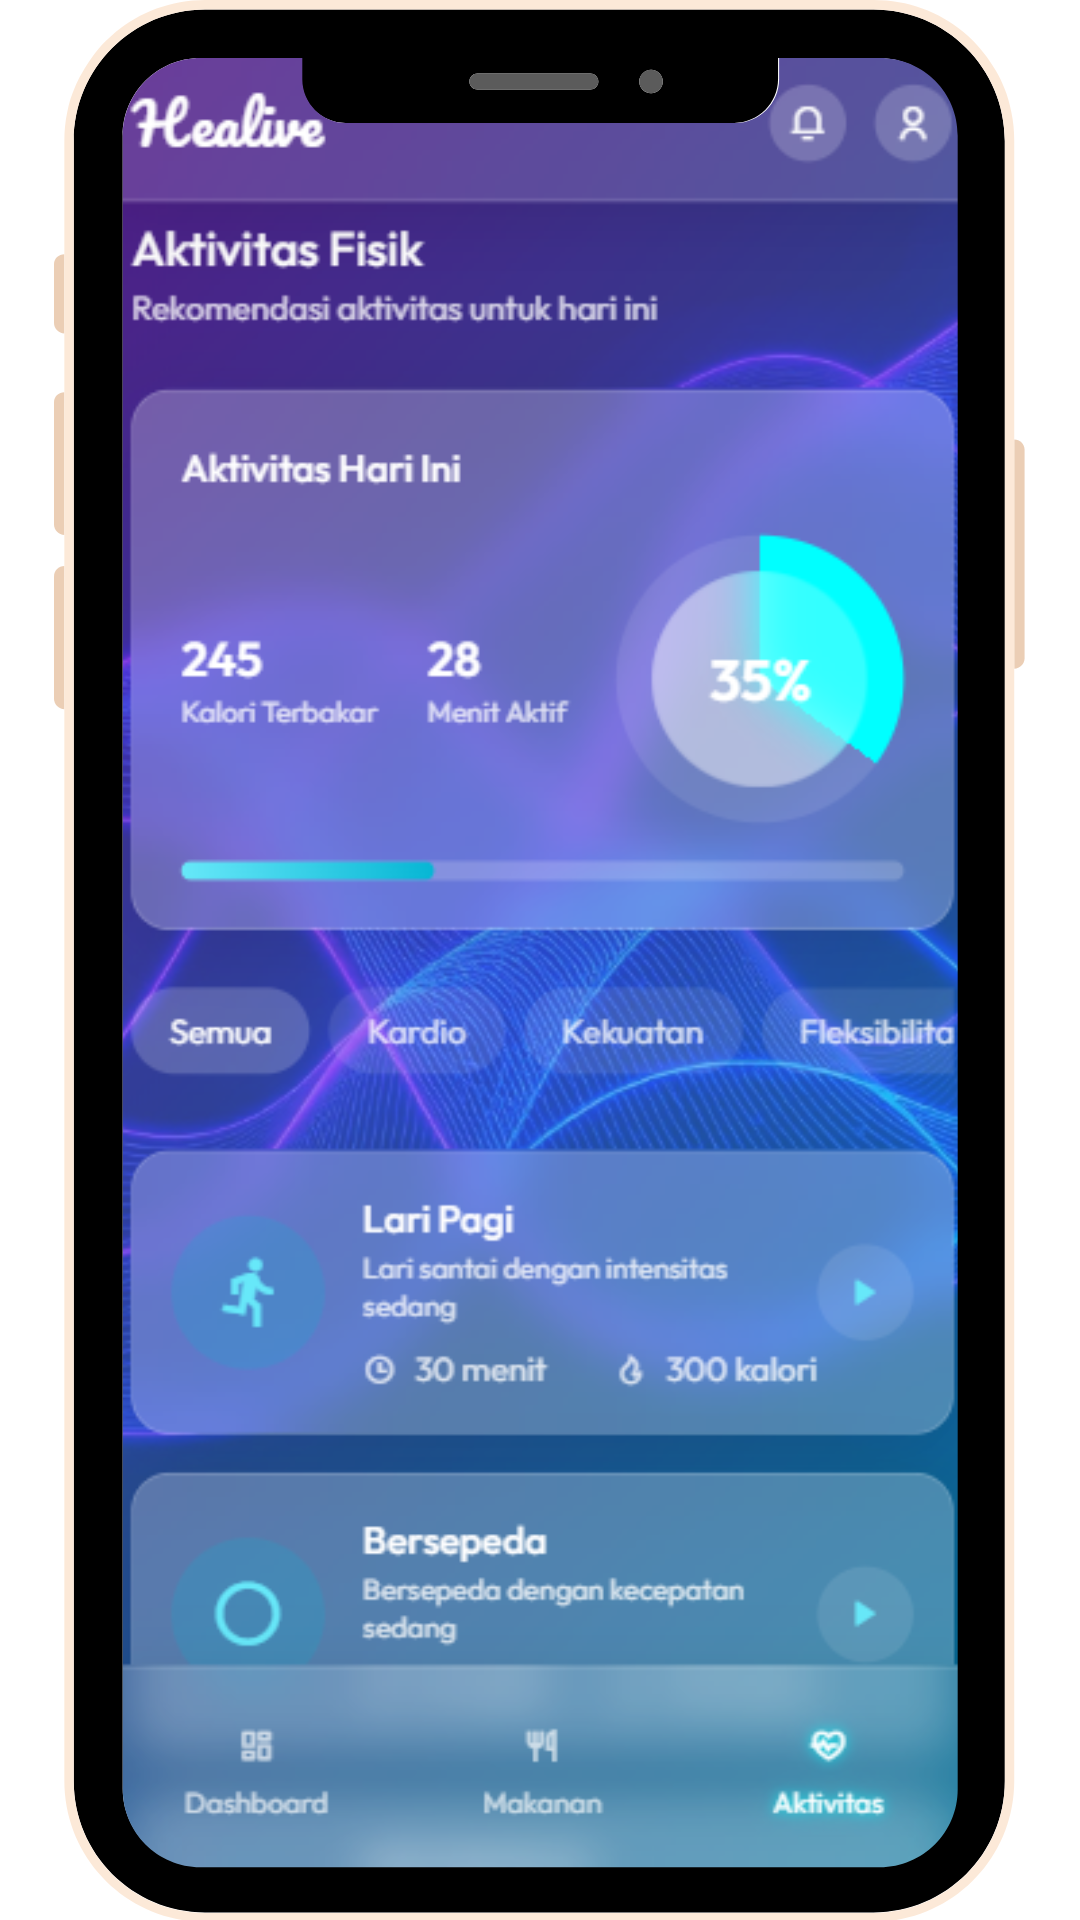 Healive
Aktivitas Fisik
Rekomendasi aktivitas untuk hari ini
Aktivitas Hari Ini
245
Kalori Terbakar
28
Menit Aktif
35%
Semua
Kardio
Kekuatan
Fleksibilita
Lari Pagi
Lari santai dengan intensitas
sedang
30 menit
300 kalori
Bersepeda
Bersepeda dengan kecepatan
sedang
Dashboard
Makanan
Aktivitas